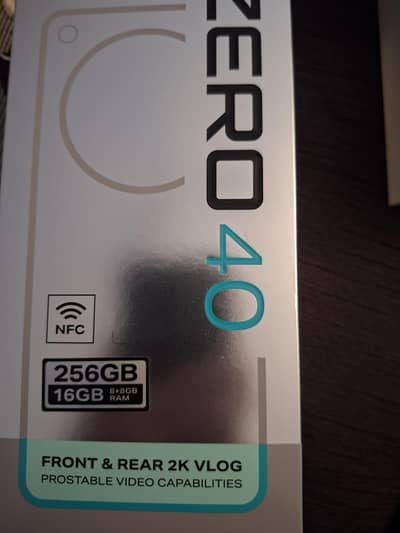 ZERO 40
NFC
256GB
16GB 8+8GB RAM
FRONT & REAR 2K VLOG
PROSTABLE VIDEO CAPABILITIES